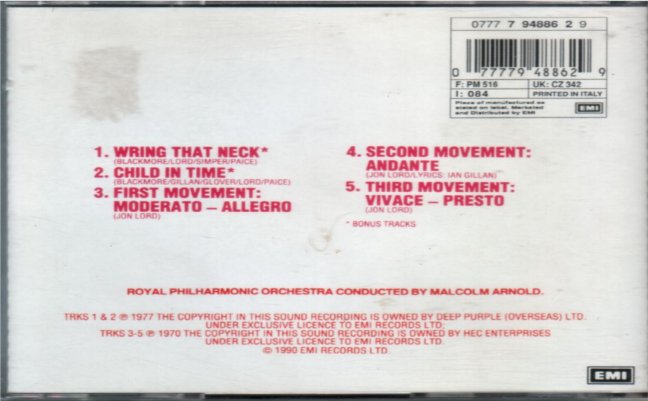 0777 7 94886 2 9
0 77779 48862 9
F: PM 516
UK: CZ 342
I: 084
PRINTED IN ITALY
Place of manufacture as
stated on label. Marketed
and Distributed by EMI
EMI
1. WRING THAT NECK*
(BLACKMORE/LORD/SIMPER/PAICE)
2. CHILD IN TIME*
(BLACKMORE/GILLAN/GLOVER/LORD/PAICE)
3. FIRST MOVEMENT:
MODERATO – ALLEGRO
(JON LORD)
4. SECOND MOVEMENT:
ANDANTE
(JON LORD/LYRICS: IAN GILLAN)
5. THIRD MOVEMENT:
VIVACE – PRESTO
(JON LORD)
* BONUS TRACKS
ROYAL PHILHARMONIC ORCHESTRA CONDUCTED BY MALCOLM ARNOLD.
TRKS 1 & 2 ℗ 1977 THE COPYRIGHT IN THIS SOUND RECORDING IS OWNED BY DEEP PURPLE (OVERSEAS) LTD.
UNDER EXCLUSIVE LICENCE TO EMI RECORDS LTD;
TRKS 3-5 ℗ 1970 THE COPYRIGHT IN THIS SOUND RECORDING IS OWNED BY HEC ENTERPRISES
UNDER EXCLUSIVE LICENCE TO EMI RECORDS LTD.
© 1990 EMI RECORDS LTD.
EMI